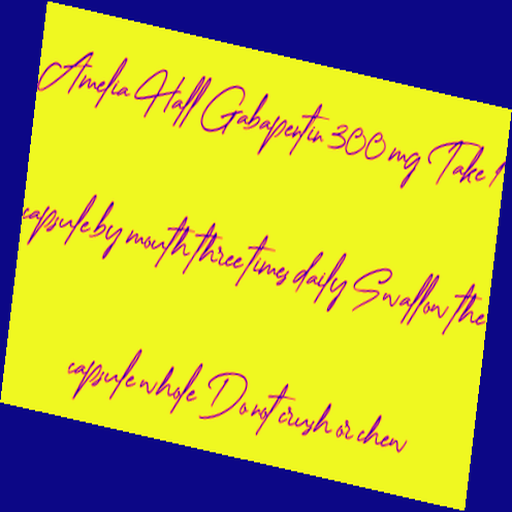 Amelia Hall Gabapentin 300 mg Take 1
capsule by mouth three times daily Swallow the
capsule whole Do not crush or chew